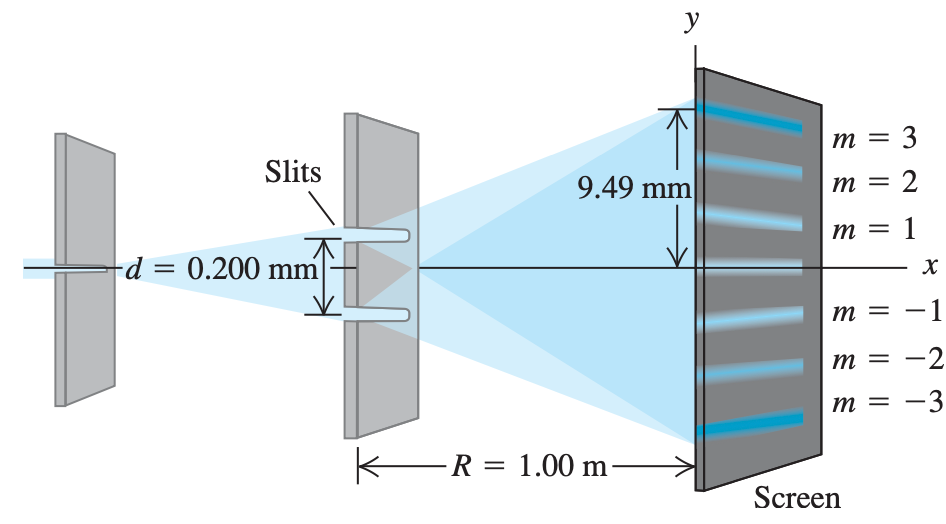 y
Slits
m = 3
m = 2
9.49 mm
m = 1
d = 0.200 mm
x
m = −1
m = −2
m = −3
R = 1.00 m
Screen